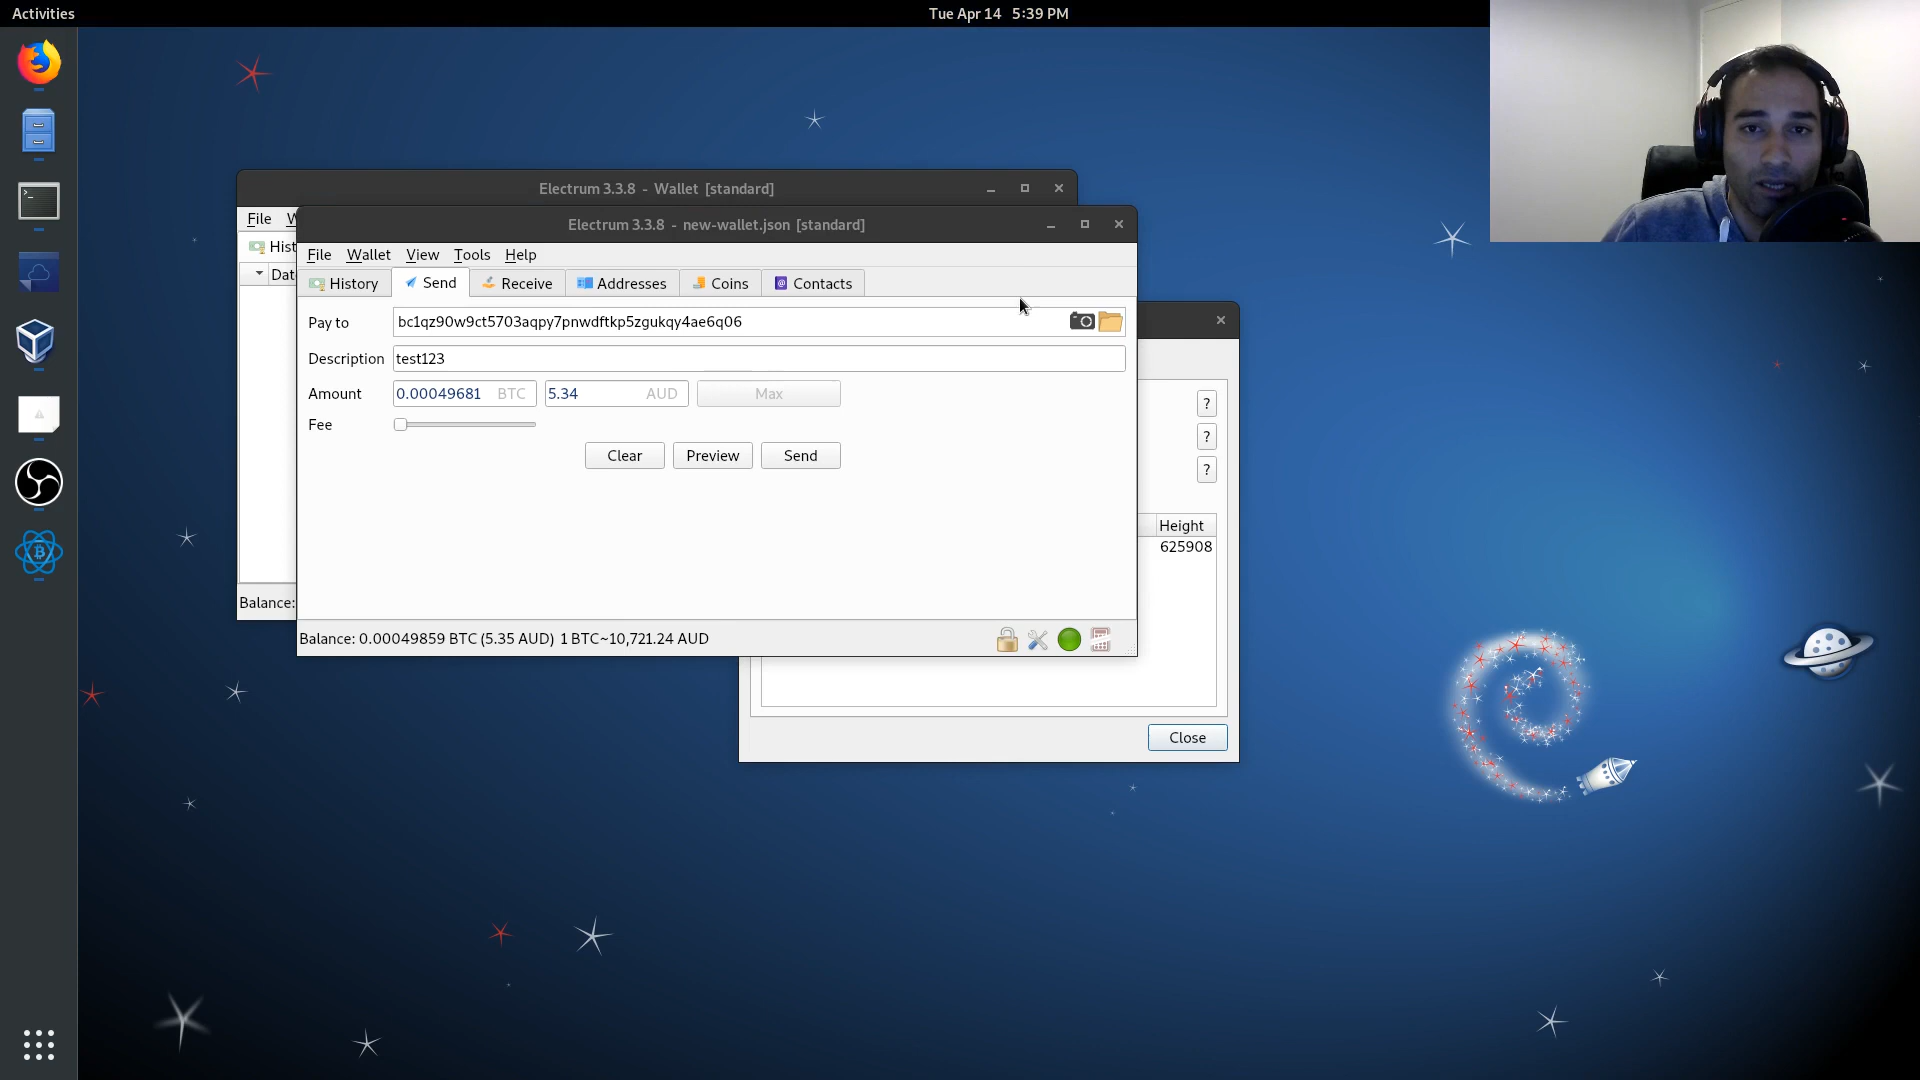 Activities
Tue Apr 14 5:39 PM
Electrum 3.3.8 - Wallet [standard]
File W
Hist
Dat
Balance:
Electrum 3.3.8 - new-wallet.json [standard]
File Wallet View Tools Help
History Send Receive Addresses Coins Contacts
Pay to bc1qz90w9ct5703aqpy7pnwdftkp5zgukqy4ae6q06
Description test123
Amount 0.00049681 BTC 5.34 AUD Max
Fee
Clear Preview Send
Balance: 0.00049859 BTC (5.35 AUD) 1 BTC~10,721.24 AUD
?
?
?
Height
625908
Close